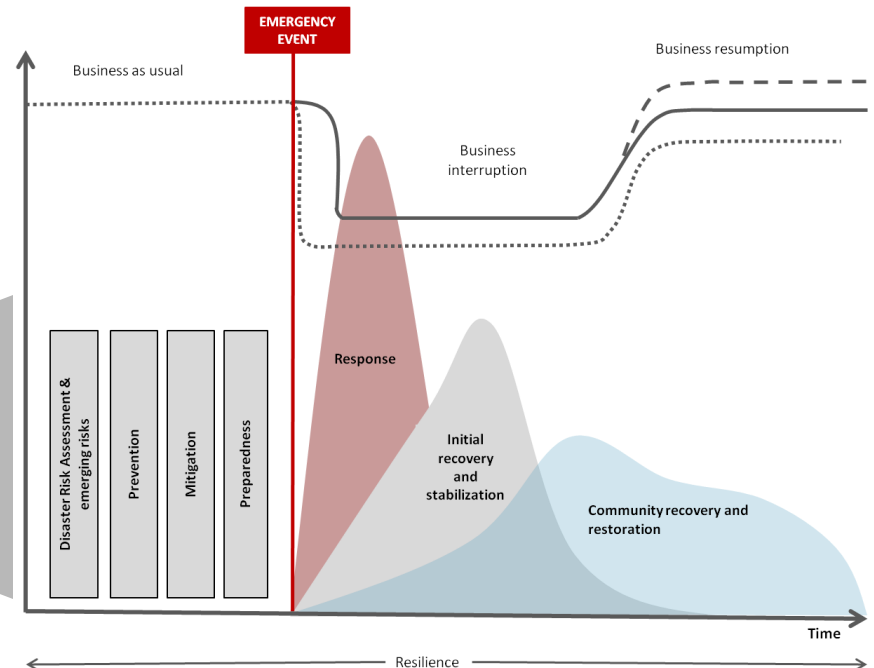 EMERGENCY
EVENT
Business as usual
Business resumption
Business
interruption
Disaster Risk Assessment &
emerging risks
Prevention
Mitigation
Preparedness
Response
Initial
recovery
and
stabilization
Community recovery and
restoration
Time
Resilience